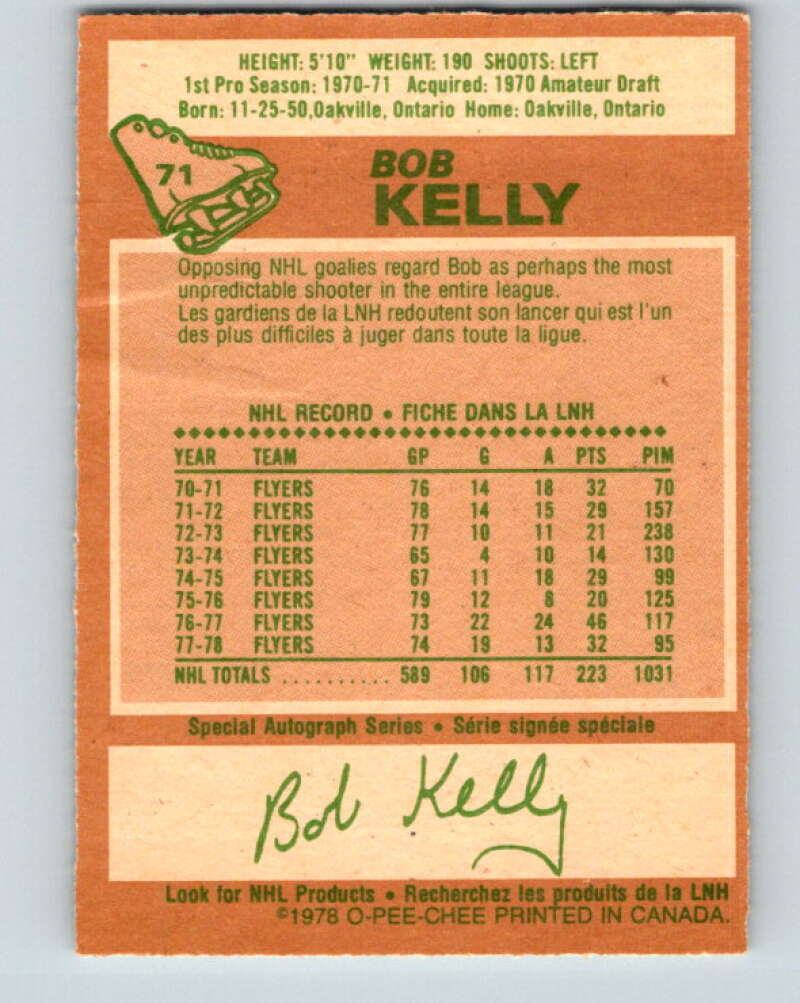 HEIGHT: 5'10" WEIGHT: 190 SHOOTS: LEFT
1st Pro Season: 1970-71 Acquired: 1970 Amateur Draft
Born: 11-25-50, Oakville, Ontario Home: Oakville, Ontario
71
BOB
KELLY
Opposing NHL goalies regard Bob as perhaps the most
unpredictable shooter in the entire league.
Les gardiens de la LNH redoutent son lancer qui est l'un
des plus difficiles à juger dans toute la ligue.
NHL RECORD • FICHE DANS LA LNH
YEAR TEAM GP G A PTS PIM
70-71 FLYERS 76 14 18 32 70
71-72 FLYERS 78 14 15 29 157
72-73 FLYERS 77 10 11 21 238
73-74 FLYERS 65 4 10 14 130
74-75 FLYERS 67 11 18 29 99
75-76 FLYERS 79 12 8 20 125
76-77 FLYERS 73 22 24 46 117
77-78 FLYERS 74 19 13 32 95
NHL TOTALS .......... 589 106 117 223 1031
Special Autograph Series • Série signée spéciale
Bob Kelly
Look for NHL Products • Recherchez les produits de la LNH
©1978 O-PEE-CHEE PRINTED IN CANADA.